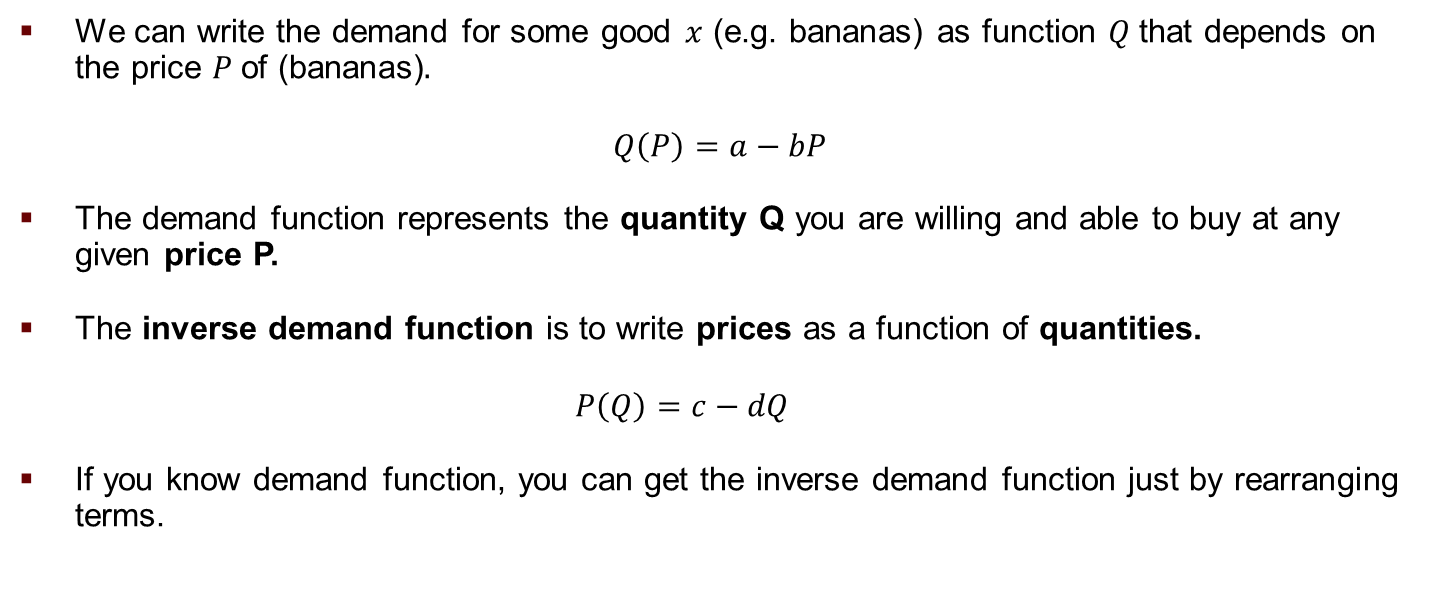 ▪ We can write the demand for some good x (e.g. bananas) as function Q that depends on
the price P of (bananas).
Q(P) = a − bP
▪ The demand function represents the quantity Q you are willing and able to buy at any
given price P.
▪ The inverse demand function is to write prices as a function of quantities.
P(Q) = c − dQ
▪ If you know demand function, you can get the inverse demand function just by rearranging
terms.